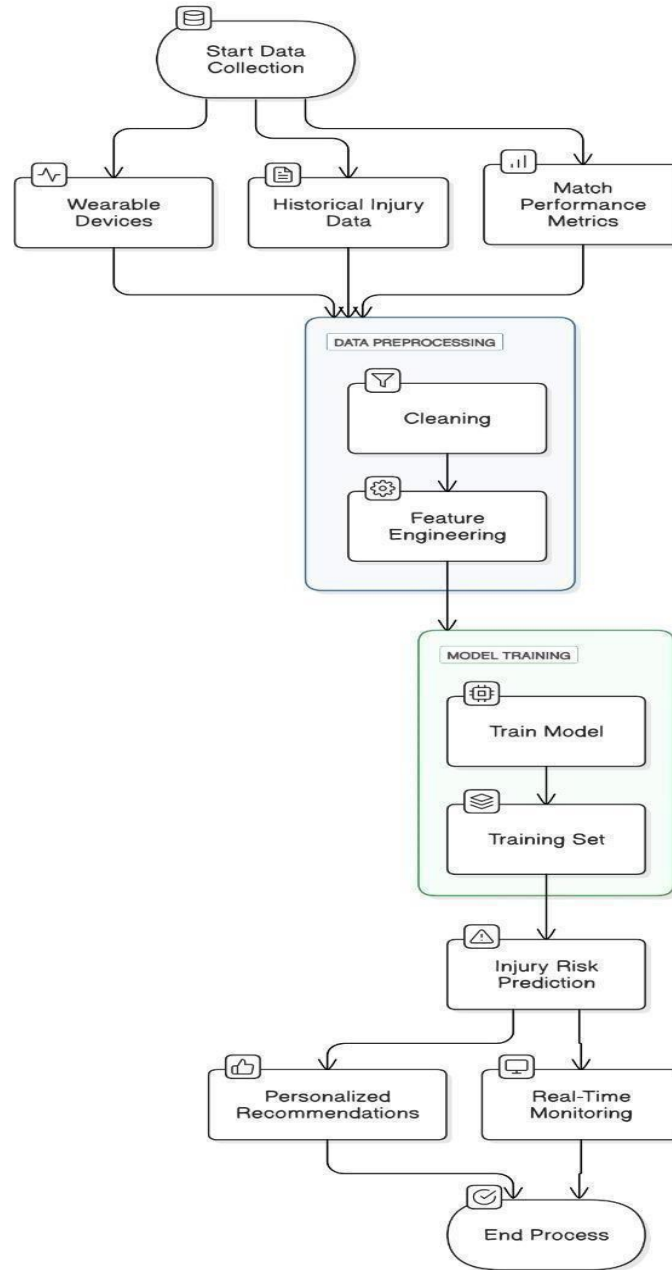 Start Data
Collection
Wearable
Devices
Historical Injury
Data
Match
Performance
Metrics
DATA PREPROCESSING
Cleaning
Feature
Engineering
MODEL TRAINING
Train Model
Training Set
Injury Risk
Prediction
Personalized
Recommendations
Real-Time
Monitoring
End Process